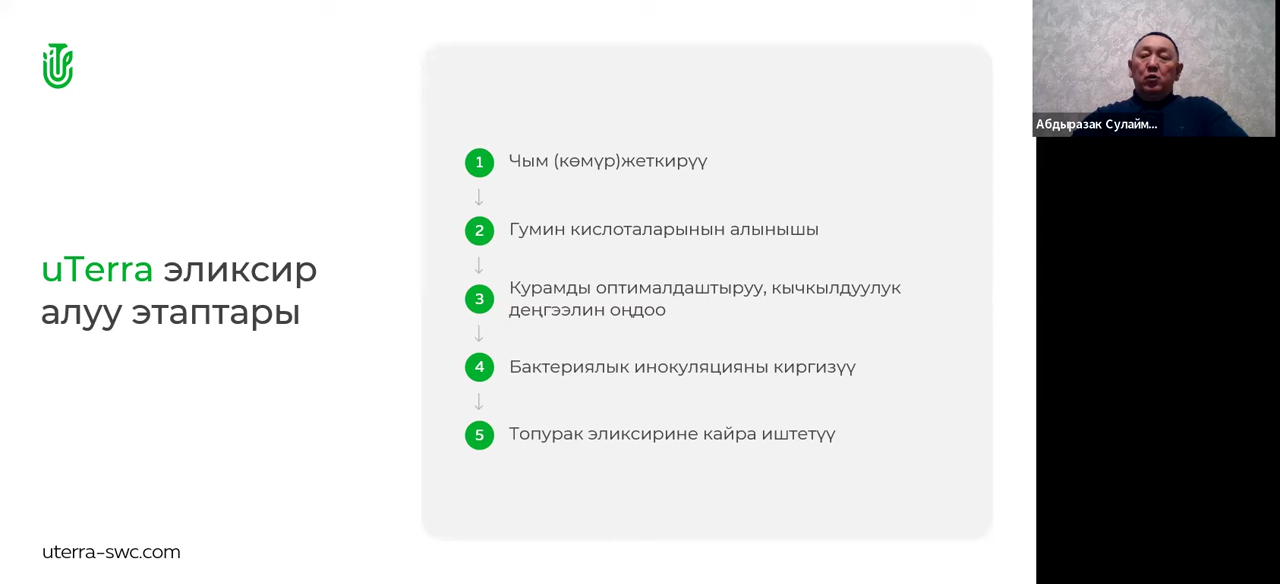 uTerra эликсир
алуу этаптары
1 Чым (көмүр)жеткирүү
2 Гумин кислоталарынын алынышы
3 Курамды оптималдаштыруу, кычкылдуулук
деңгээлин оңдоо
4 Бактериялык инокуляцияны киргизүү
5 Топурак эликсирине кайра иштетүү
uterra-swc.com
Абдыразак Сулайм...